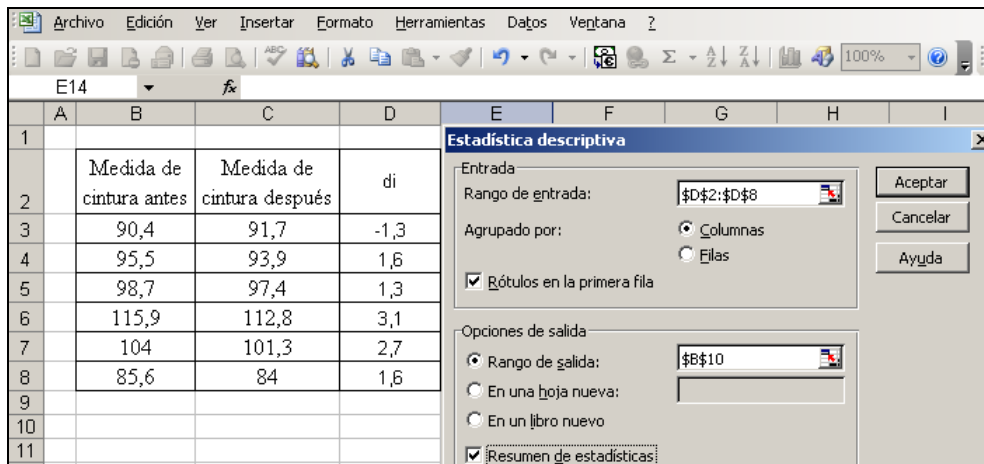 Archivo Edición Ver Insertar Formato Herramientas Datos Ventana ?
100%
E14 fx
A B C D E F G H I
1
2 Medida de cintura antes Medida de cintura después di
3 90,4 91,7 -1,3
4 95,5 93,9 1,6
5 98,7 97,4 1,3
6 115,9 112,8 3,1
7 104 101,3 2,7
8 85,6 84 1,6
9
10
11
Estadística descriptiva
Entrada
Rango de entrada: $D$2:$D$8
Agrupado por: Columnas
Filas
Rótulos en la primera fila
Aceptar
Cancelar
Ayuda
Opciones de salida
Rango de salida: $B$10
En una hoja nueva:
En un libro nuevo
Resumen de estadísticas